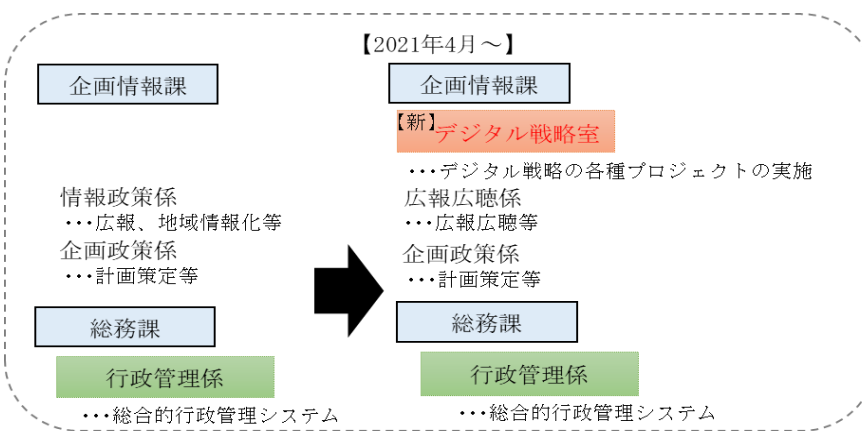 【2021年4月～】
企画情報課
情報政策係
･･･広報、地域情報化等
企画政策係
･･･計画策定等
総務課
行政管理係
･･･総合的行政管理システム
企画情報課
【新】デジタル戦略室
･･･デジタル戦略の各種プロジェクトの実施
広報広聴係
･･･広報広聴等
企画政策係
･･･計画策定等
総務課
行政管理係
･･･総合的行政管理システム